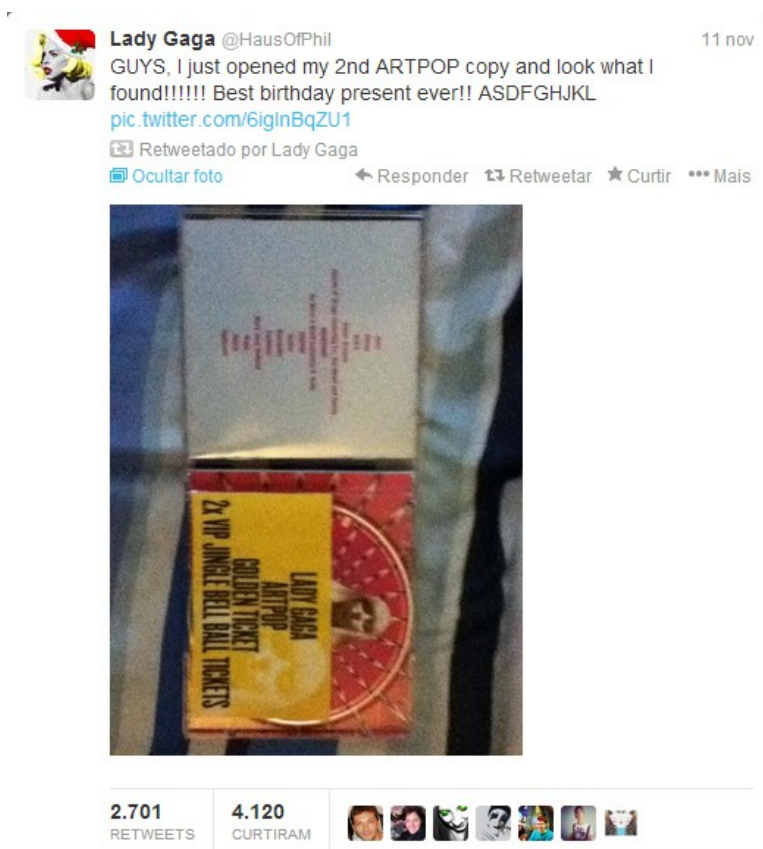 Lady Gaga @HausOfPhil 11 nov
GUYS, I just opened my 2nd ARTPOP copy and look what I
found!!!!!! Best birthday present ever!! ASDFGHJKL
pic.twitter.com/6iglnBqZU1
Retweetado por Lady Gaga
Ocultar foto Responder Retweetar Curtir Mais
LADY GAGA
ARTPOP
GOLDEN TICKET
2x VIP JINGLE BELL BALL TICKETS
2.701 4.120
RETWEETS CURTIRAM